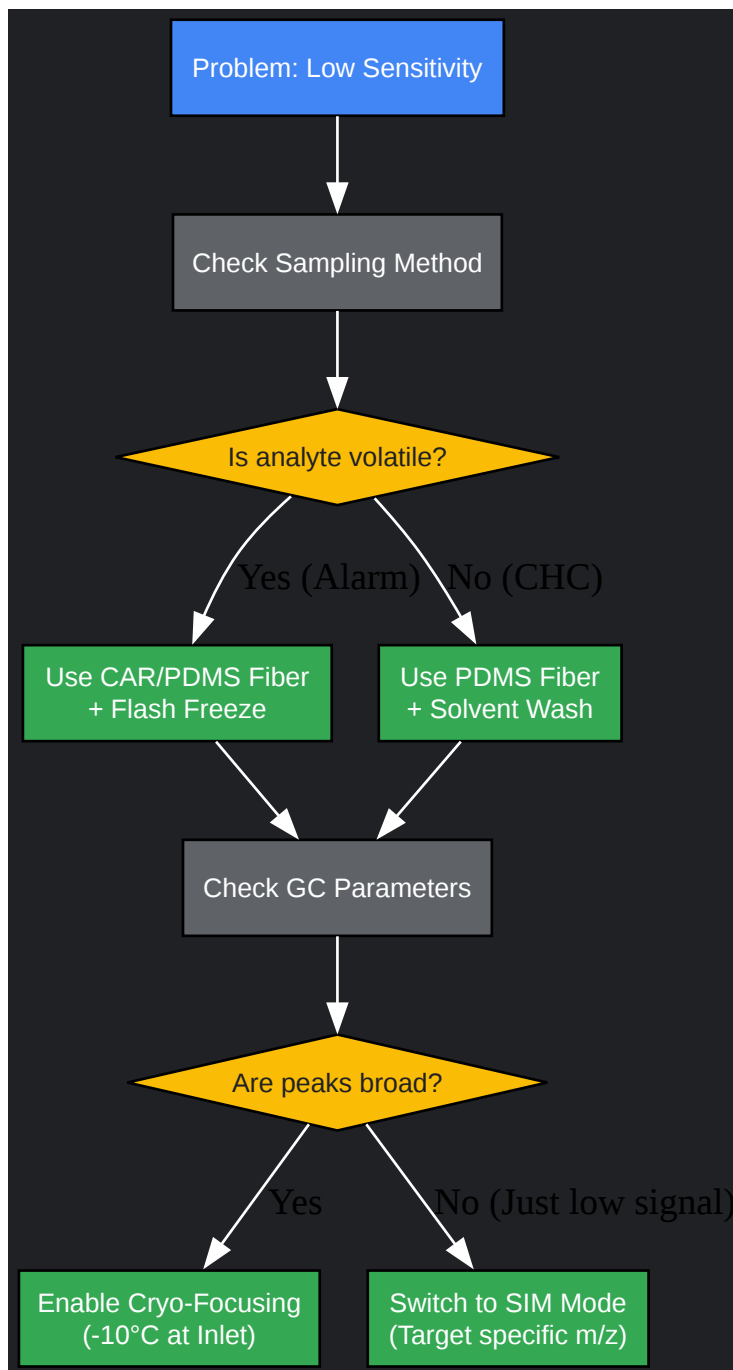 Problem: Low Sensitivity
Check Sampling Method
Is analyte volatile?
Yes (Alarm)
No (CHC)
Use CAR/PDMS Fiber
+ Flash Freeze
Use PDMS Fiber
+ Solvent Wash
Check GC Parameters
Are peaks broad?
Yes
No (Just low signal)
Enable Cryo-Focusing
(-10°C at Inlet)
Switch to SIM Mode
(Target specific m/z)